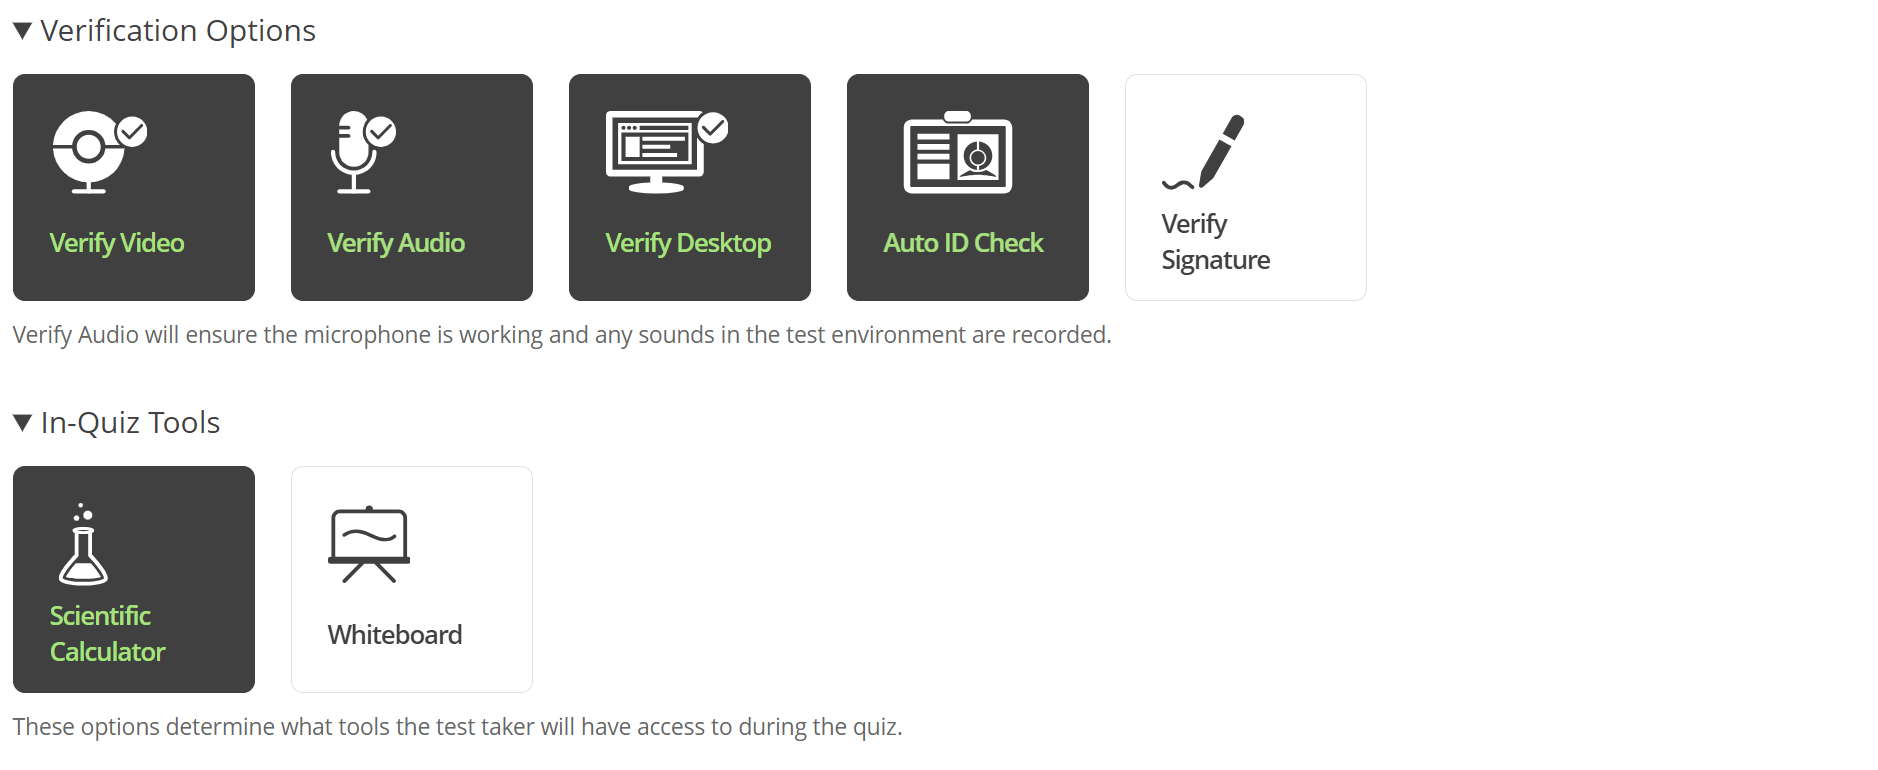 Verification Options
Verify Video
Verify Audio
Verify Desktop
Auto ID Check
Verify
Signature
Verify Audio will ensure the microphone is working and any sounds in the test environment are recorded.
In-Quiz Tools
Scientific
Calculator
Whiteboard
These options determine what tools the test taker will have access to during the quiz.